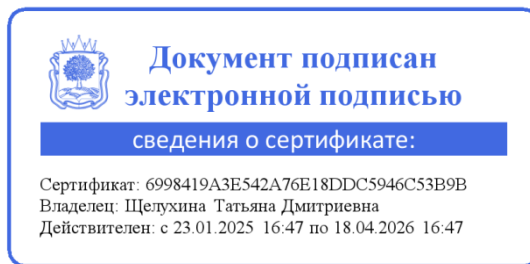 Документ подписан
электронной подписью
сведения о сертификате:
Сертификат: 6998419A3E542A76E18DDC5946C53B9B
Владелец: Щелухина Татьяна Дмитриевна
Действителен: с 23.01.2025 16:47 по 18.04.2026 16:47